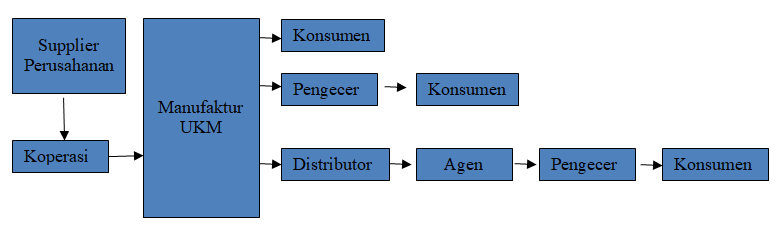 Supplier
Perusahanan
Koperasi
Manufaktur
UKM
Konsumen
Pengecer
Konsumen
Distributor
Agen
Pengecer
Konsumen